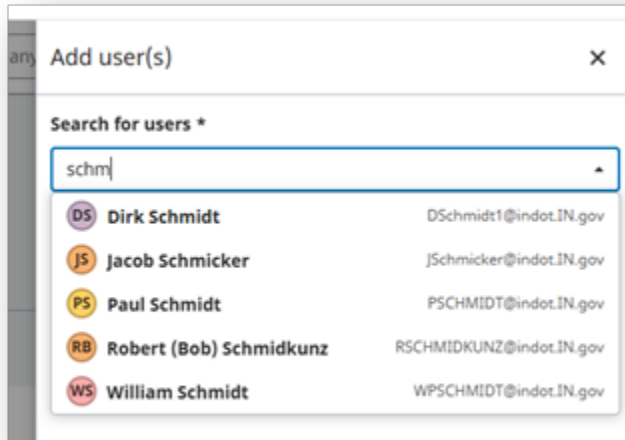 any
Add user(s)
Search for users *
schm
DS Dirk Schmidt DSchmidt1@indot.IN.gov
JS Jacob Schmicker JSchmicker@indot.IN.gov
PS Paul Schmidt PSCHMIDT@indot.IN.gov
RB Robert (Bob) Schmidkunz RSCHMIDKUNZ@indot.IN.gov
WS William Schmidt WPSCHMIDT@indot.IN.gov